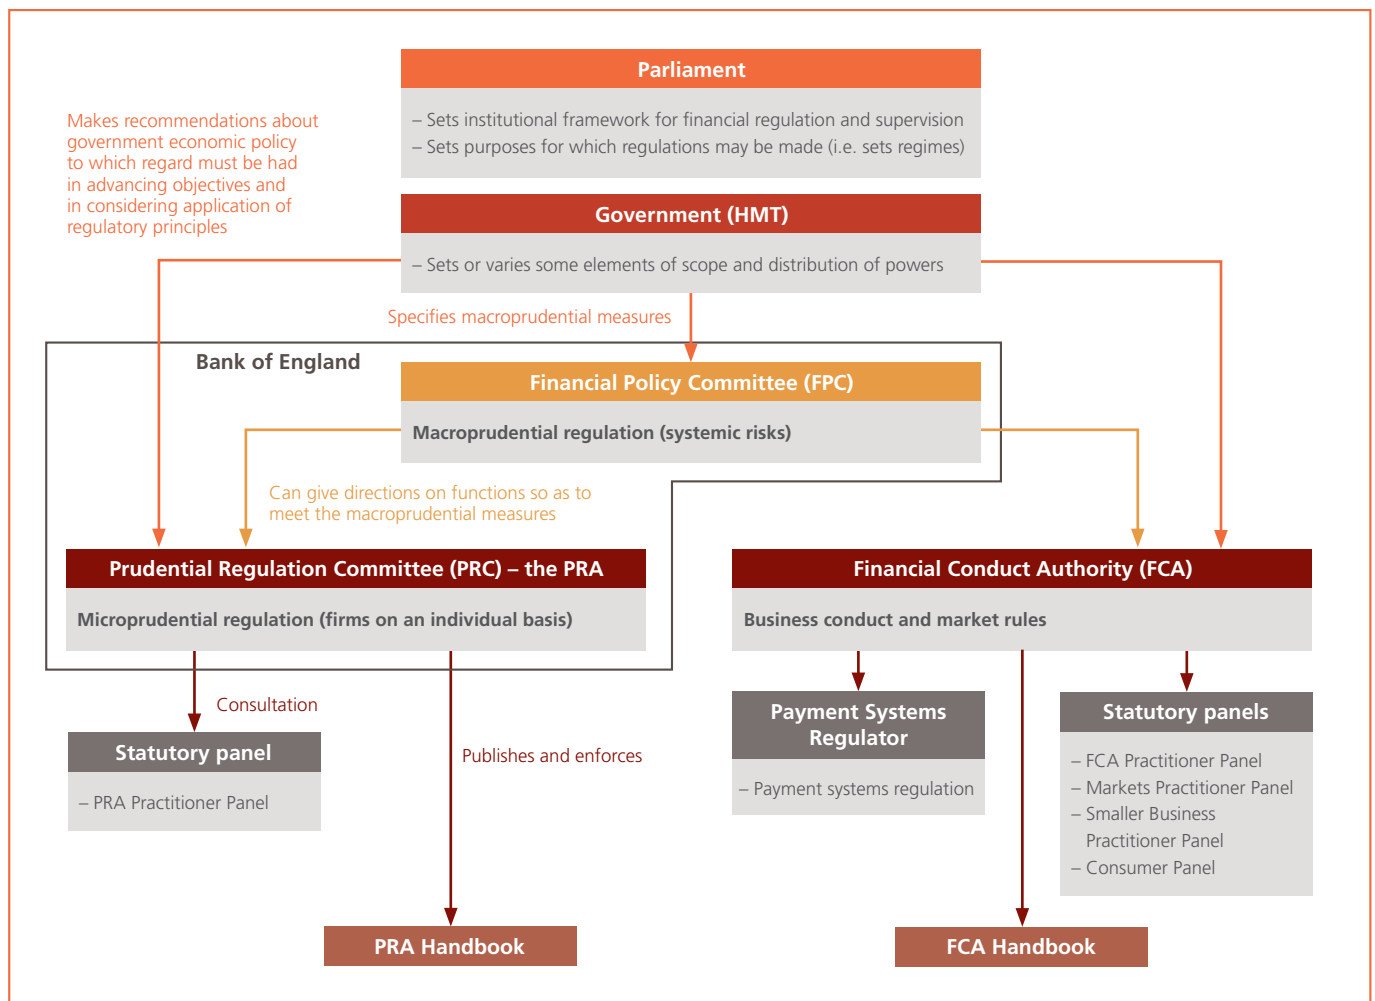 Parliament
– Sets institutional framework for financial regulation and supervision
– Sets purposes for which regulations may be made (i.e. sets regimes)
Makes recommendations about
government economic policy
to which regard must be had
in advancing objectives and
in considering application of
regulatory principles
Government (HMT)
– Sets or varies some elements of scope and distribution of powers
Specifies macroprudential measures
Bank of England
Financial Policy Committee (FPC)
Macroprudential regulation (systemic risks)
Can give directions on functions so as to
meet the macroprudential measures
Prudential Regulation Committee (PRC) – the PRA
Microprudential regulation (firms on an individual basis)
Financial Conduct Authority (FCA)
Business conduct and market rules
Consultation
Statutory panel
– PRA Practitioner Panel
Publishes and enforces
Payment Systems
Regulator
– Payment systems regulation
Statutory panels
– FCA Practitioner Panel
– Markets Practitioner Panel
– Smaller Business
Practitioner Panel
– Consumer Panel
PRA Handbook
FCA Handbook